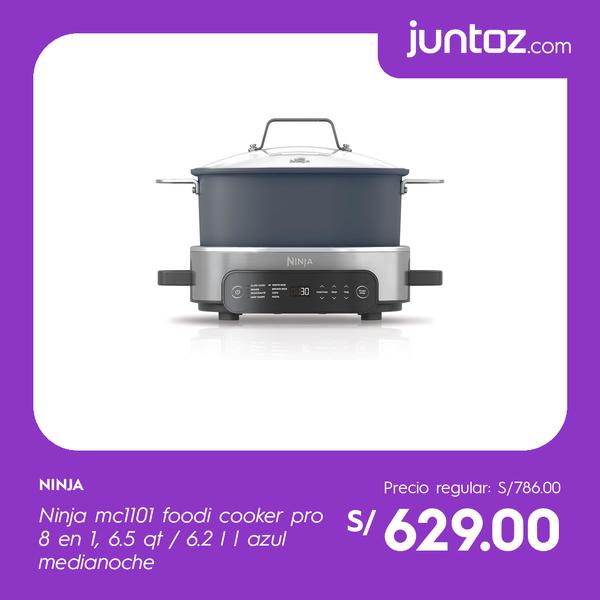 juntoz.com
NINJA
30
NINJA
Precio regular: S/786.00
Ninja mc1101 foodi cooker pro
8 en 1, 6.5 qt / 6.2 l | azul
medianoche
S/ 629.00